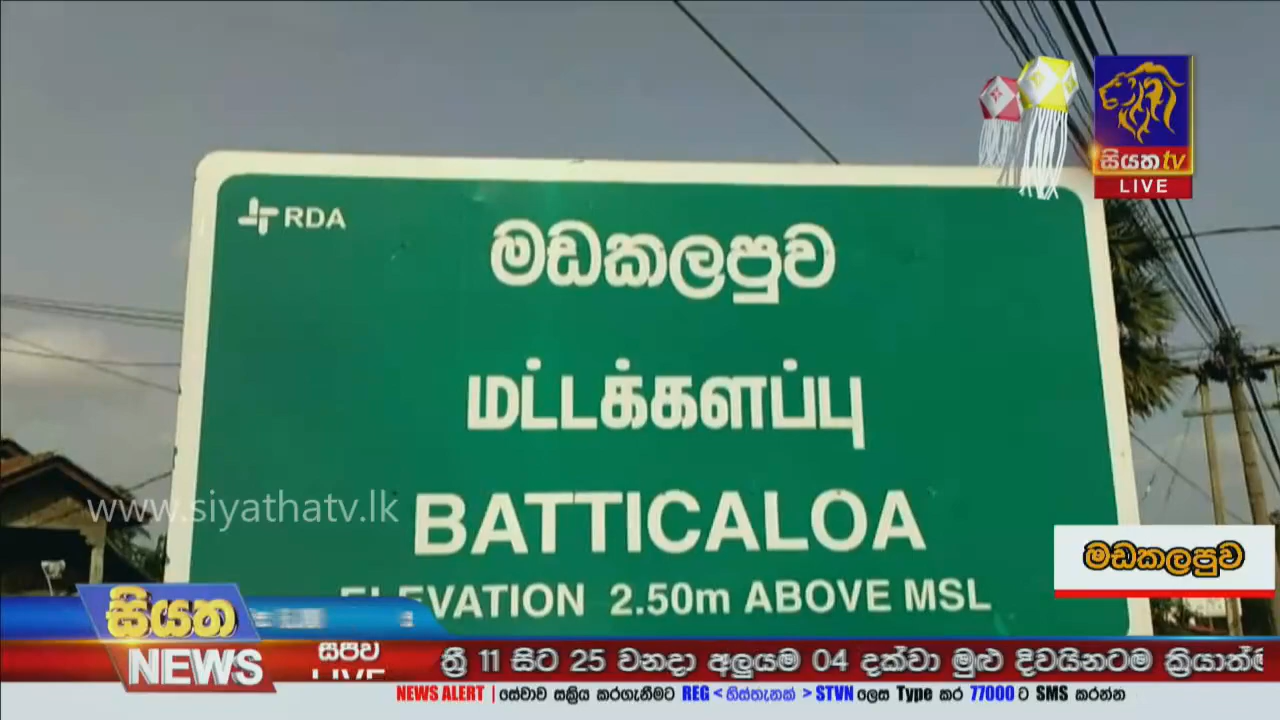 සියත tv
LIVE
RDA
මඩකලපුව
மட்டக்களப்பு
BATTICALOA
www.siyathatv.lk
මඩකලපුව
ELEVATION 2.50m ABOVE MSL
සියත
NEWS
සපථ
LIVE
ත්‍රී 11 සිට 25 වනදා අලුයම 04 දක්වා මුළු දිවයිනටම
NEWS ALERT | සේවාව සක්‍රිය කරගැනීමට REG < හිස්තැනක් > STVN ලෙස Type කර 77000 ට SMS කරන්න